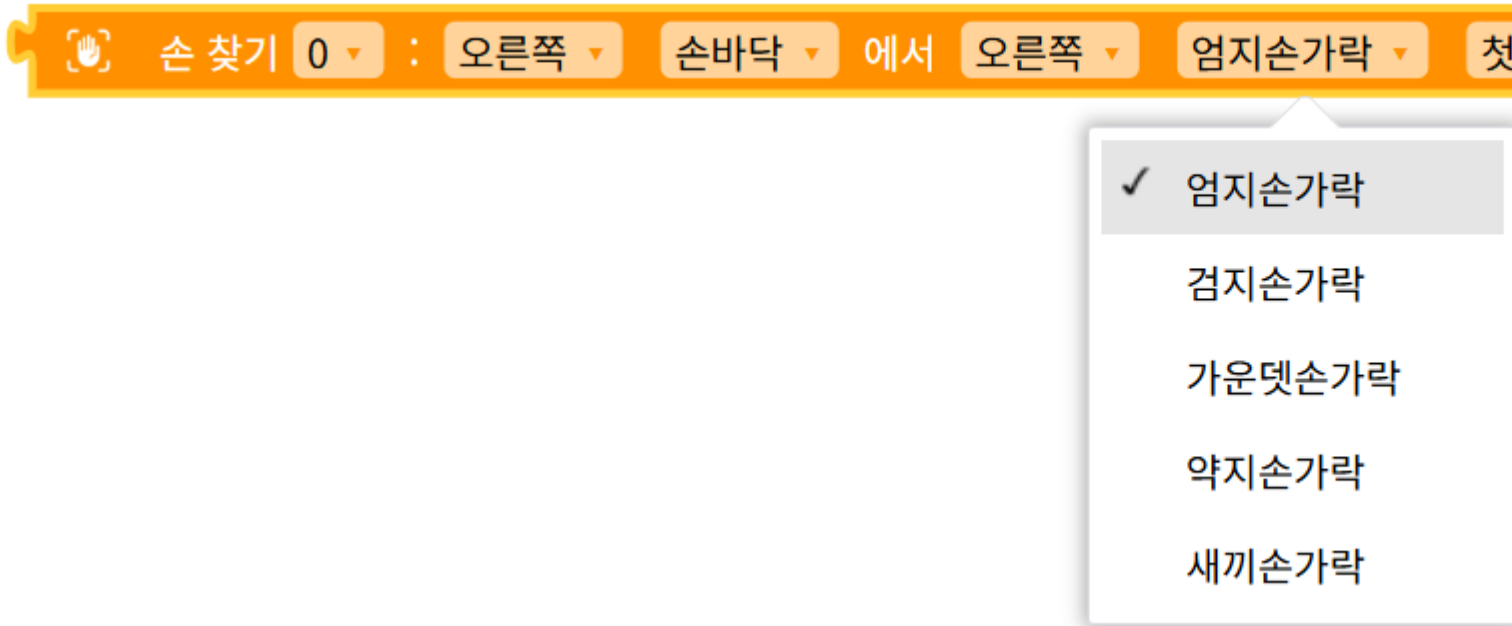 손 찾기 0 : 오른쪽 손바닥 에서 오른쪽 엄지손가락 첫
엄지손가락
검지손가락
가운뎃손가락
약지손가락
새끼손가락